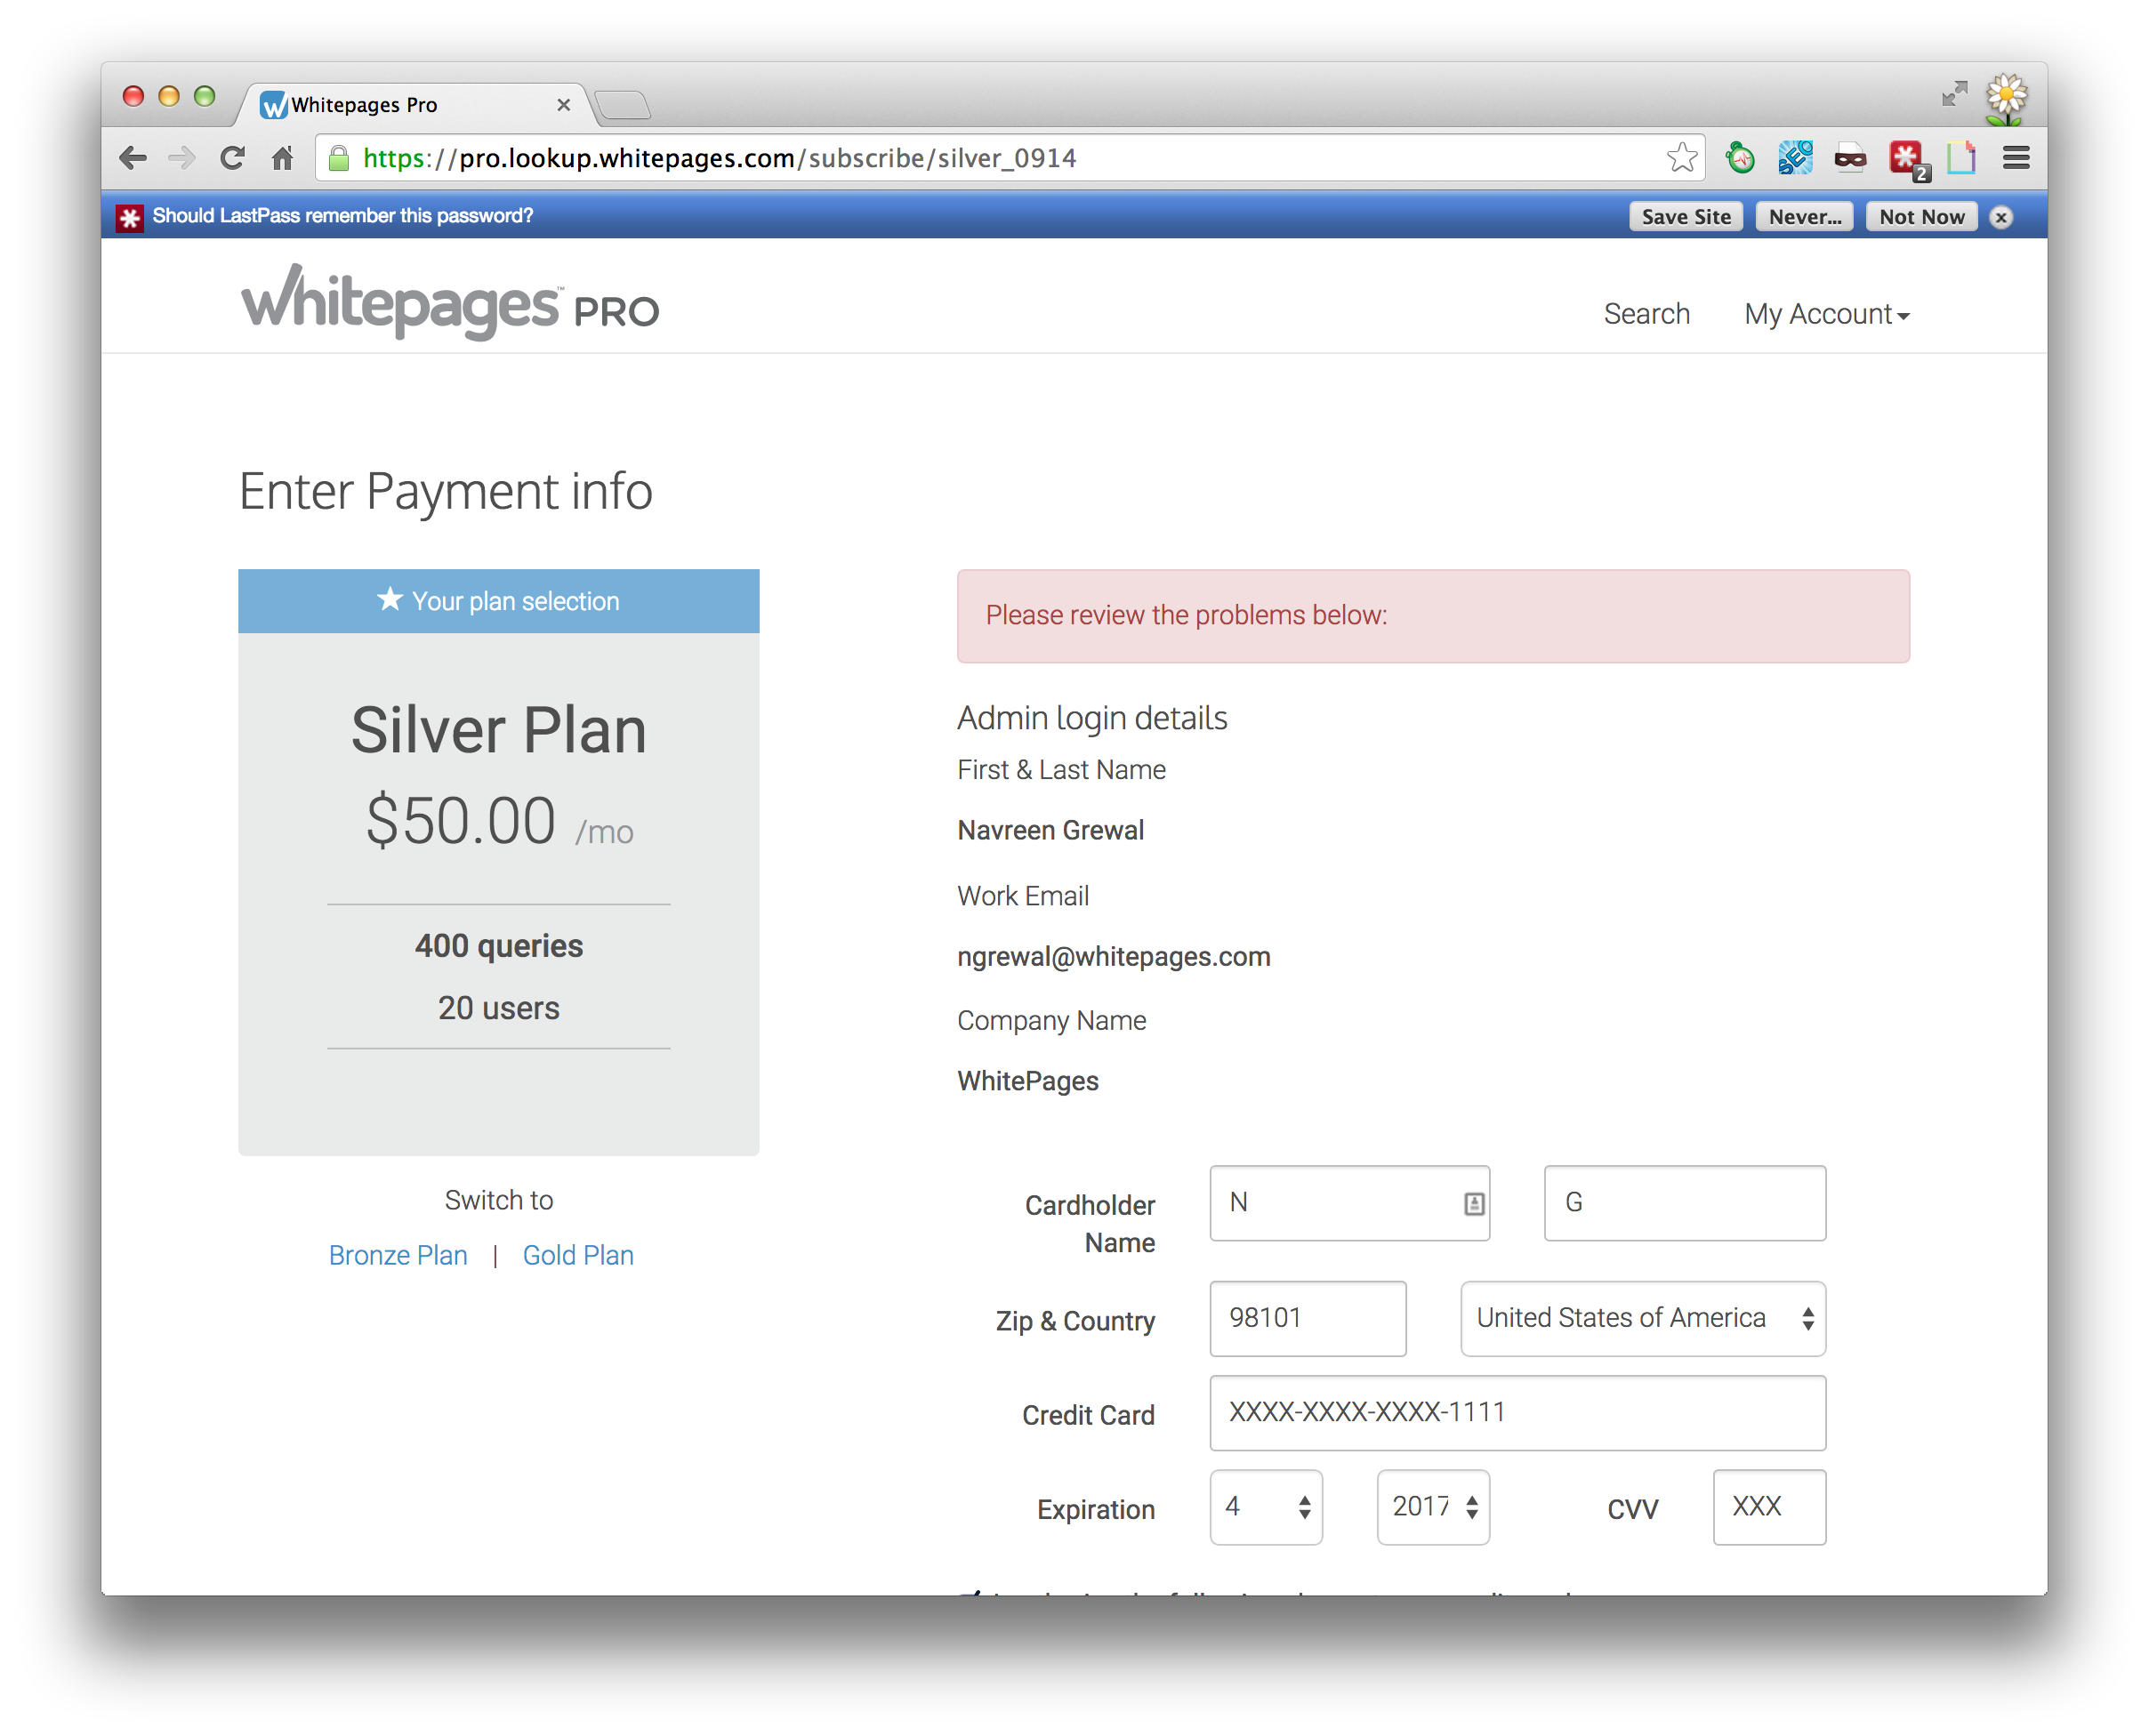 Whitepages Pro
https://pro.lookup.whitepages.com/subscribe/silver_0914
SEO
2
Should LastPass remember this password?
Save Site
Never...
Not Now
whitepages™ PRO
Search
My Account
Enter Payment info
★ Your plan selection
Silver Plan
$50.00 /mo
400 queries
20 users
Switch to
Bronze Plan | Gold Plan
Please review the problems below:
Admin login details
First & Last Name
Navreen Grewal
Work Email
ngrewal@whitepages.com
Company Name
WhitePages
Cardholder Name
N
G
Zip & Country
98101
United States of America
Credit Card
XXXX-XXXX-XXXX-1111
Expiration
4
2017
CVV
XXX